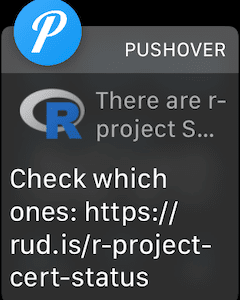 P
PUSHOVER
R
There are r-
project S...
Check which
ones: https://
rud.is/r-project-
cert-status